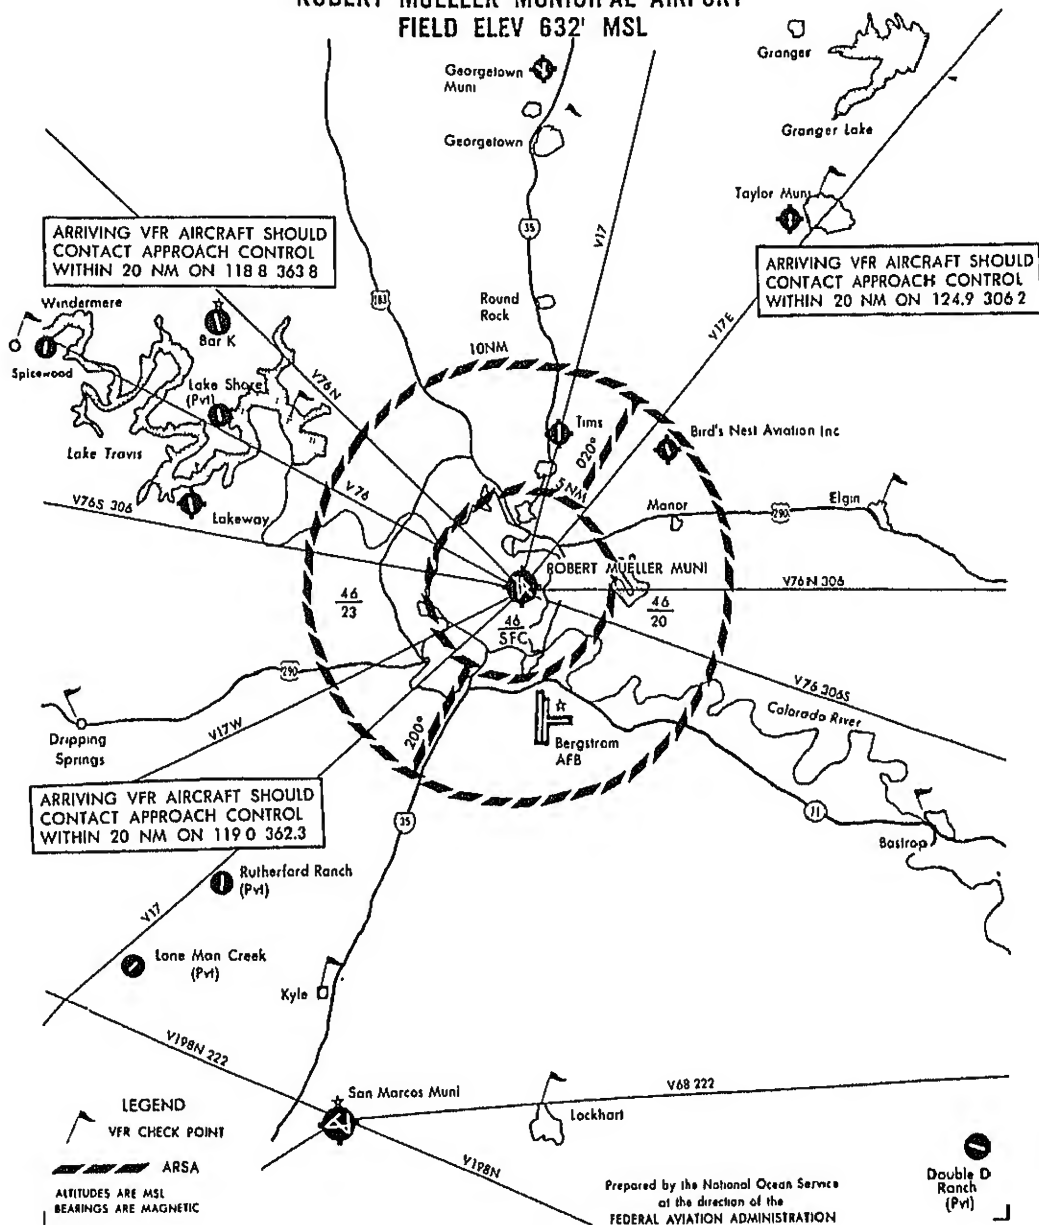 ROBERT MUELLER MUNICIPAL AIRPORT
FIELD ELEV 632' MSL
Georgetown
Muni
Georgetown
Granger
Granger Lake
Taylor Muni
35
V17
183
ARRIVING VFR AIRCRAFT SHOULD
CONTACT APPROACH CONTROL
WITHIN 20 NM ON 118 8 363 8
ARRIVING VFR AIRCRAFT SHOULD
CONTACT APPROACH CONTROL
WITHIN 20 NM ON 124.9 306 2
Windermere
Spicewood
Bar K
Round
Rock
V17E
10NM
V76N
Lake Shore
(Pvt)
Lake Travis
Tims
020°
Bird's Nest Aviation Inc
V76
5NM
V76S 306
Lakeway
Manor
290
Elgin
ROBERT MUELLER MUNI
V76N 306
46
23
46
SFC
46
20
290
V76 306S
Colorado River
Dripping
Springs
V17W
200°
Bergstrom
AFB
ARRIVING VFR AIRCRAFT SHOULD
CONTACT APPROACH CONTROL
WITHIN 20 NM ON 119 0 362.3
35
71
Bastrop
Rutherford Ranch
(Pvt)
V17
Lone Man Creek
(Pvt)
Kyle
V198N 222
San Marcos Muni
V68 222
Lockhart
V198N
Double D
Ranch
(Pvt)
LEGEND
VFR CHECK POINT
ARSA
ALTITUDES ARE MSL
BEARINGS ARE MAGNETIC
Prepared by the National Ocean Service
at the direction of the
FEDERAL AVIATION ADMINISTRATION